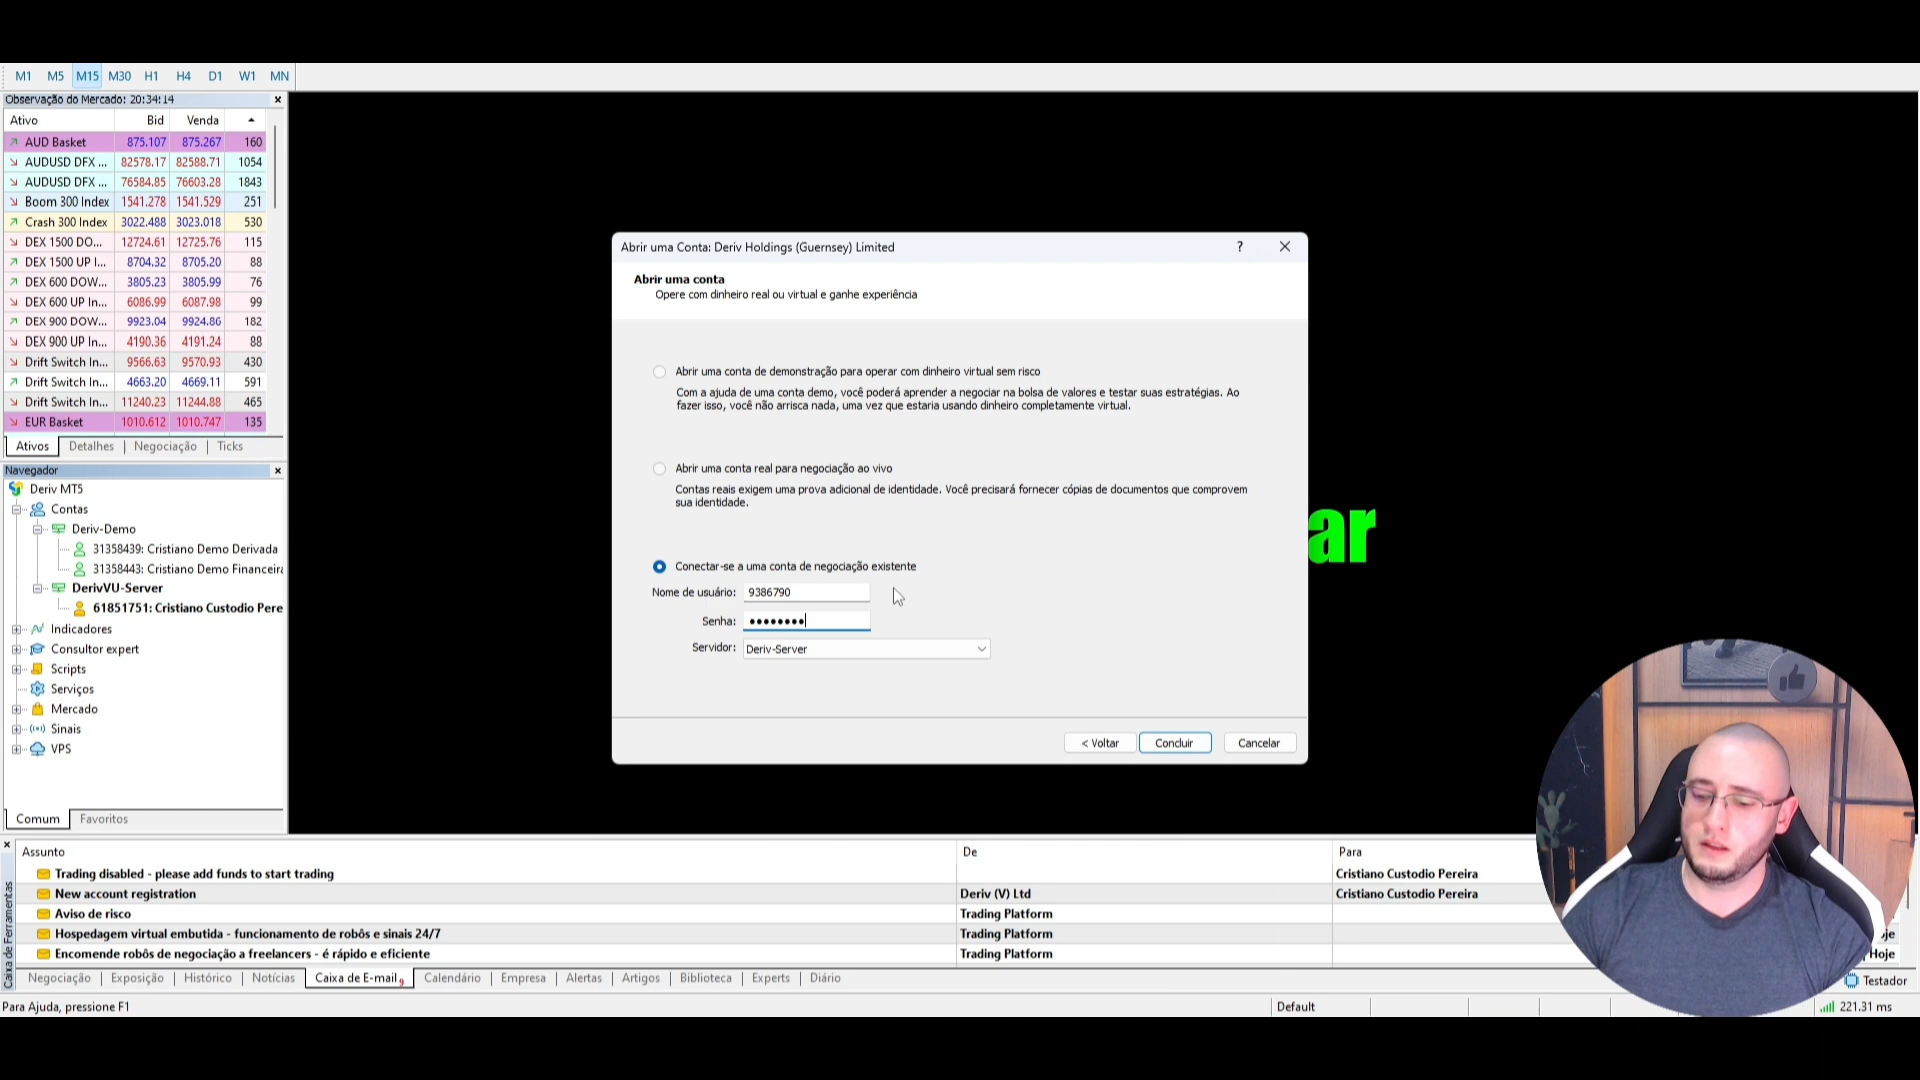 M1 M5 M15 M30 H1 H4 D1 W1 MN
Observação do Mercado: 20:34:14
Ativo Bid Venda
AUD Basket 875.107 875.267 160
AUDUSD DFX ... 82578.17 82588.71 1054
AUDUSD DFX ... 76584.85 76603.28 1843
Boom 300 Index 1541.278 1541.529 251
Crash 300 Index 3022.488 3023.018 530
DEX 1500 DO... 12724.61 12725.76 115
DEX 1500 UP I... 8704.32 8705.20 88
DEX 600 DOW... 3805.23 3805.99 76
DEX 600 UP In... 6086.99 6087.98 99
DEX 900 DOW... 9923.04 9924.86 182
DEX 900 UP In... 4190.36 4191.24 88
Drift Switch In... 9566.63 9570.93 430
Drift Switch In... 4663.20 4669.11 591
Drift Switch In... 11240.23 11244.88 465
EUR Basket 1010.612 1010.747 135
Ativos Detalhes Negociação Ticks
Navegador
Deriv MT5
Contas
Deriv-Demo
31358439: Cristiano Demo Derivada
31358443: Cristiano Demo Financeira
DerivVU-Server
61851751: Cristiano Custodio Pere
Indicadores
Consultor expert
Scripts
Serviços
Mercado
Sinais
VPS
Comum Favoritos
Abrir uma Conta: Deriv Holdings (Guernsey) Limited
Abrir uma conta
Opere com dinheiro real ou virtual e ganhe experiência
Abrir uma conta de demonstração para operar com dinheiro virtual sem risco
Com a ajuda de uma conta demo, você poderá aprender a negociar na bolsa de valores e testar suas estratégias. Ao
fazer isso, você não arrisca nada, uma vez que estaria usando dinheiro completamente virtual.
Abrir uma conta real para negociação ao vivo
Contas reais exigem uma prova adicional de identidade. Você precisará fornecer cópias de documentos que comprovem
sua identidade.
Conectar-se a uma conta de negociação existente
Nome de usuário: 9386790
Senha: ●●●●●●●●
Servidor: Deriv-Server
< Voltar Concluir Cancelar
ar
Assunto De Para
Trading disabled - please add funds to start trading Cristiano Custodio Pereira
New account registration Deriv (V) Ltd Cristiano Custodio Pereira
Aviso de risco Trading Platform
Hospedagem virtual embutida - funcionamento de robôs e sinais 24/7 Trading Platform
Encomende robôs de negociação a freelancers - é rápido e eficiente Trading Platform Hoje
Caixa de Ferramentas
Negociação Exposição Histórico Notícias Caixa de E-mail 9 Calendário Empresa Alertas Artigos Biblioteca Experts Diário Testador
Para Ajuda, pressione F1 Default 221.31 ms